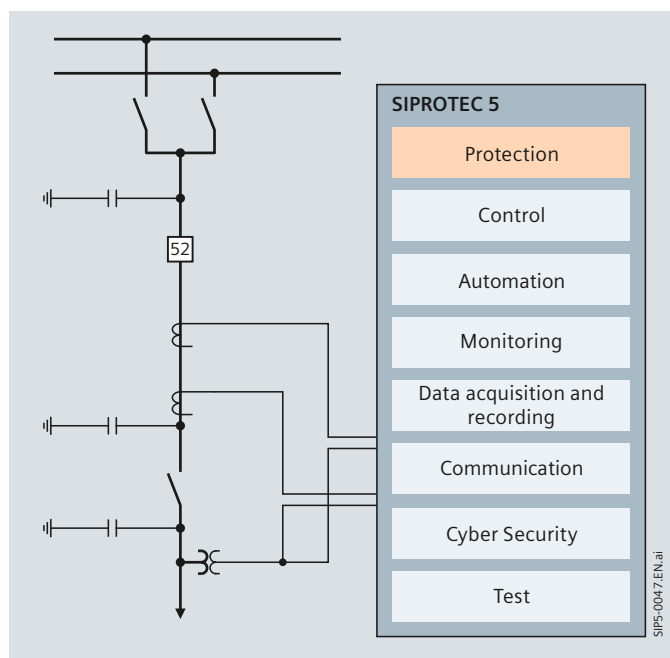 SIPROTEC 5
Protection
Control
52
Automation
Monitoring
Data acquisition and
recording
Communication
Cyber Security
Test
SIP5-0047.EN.ai